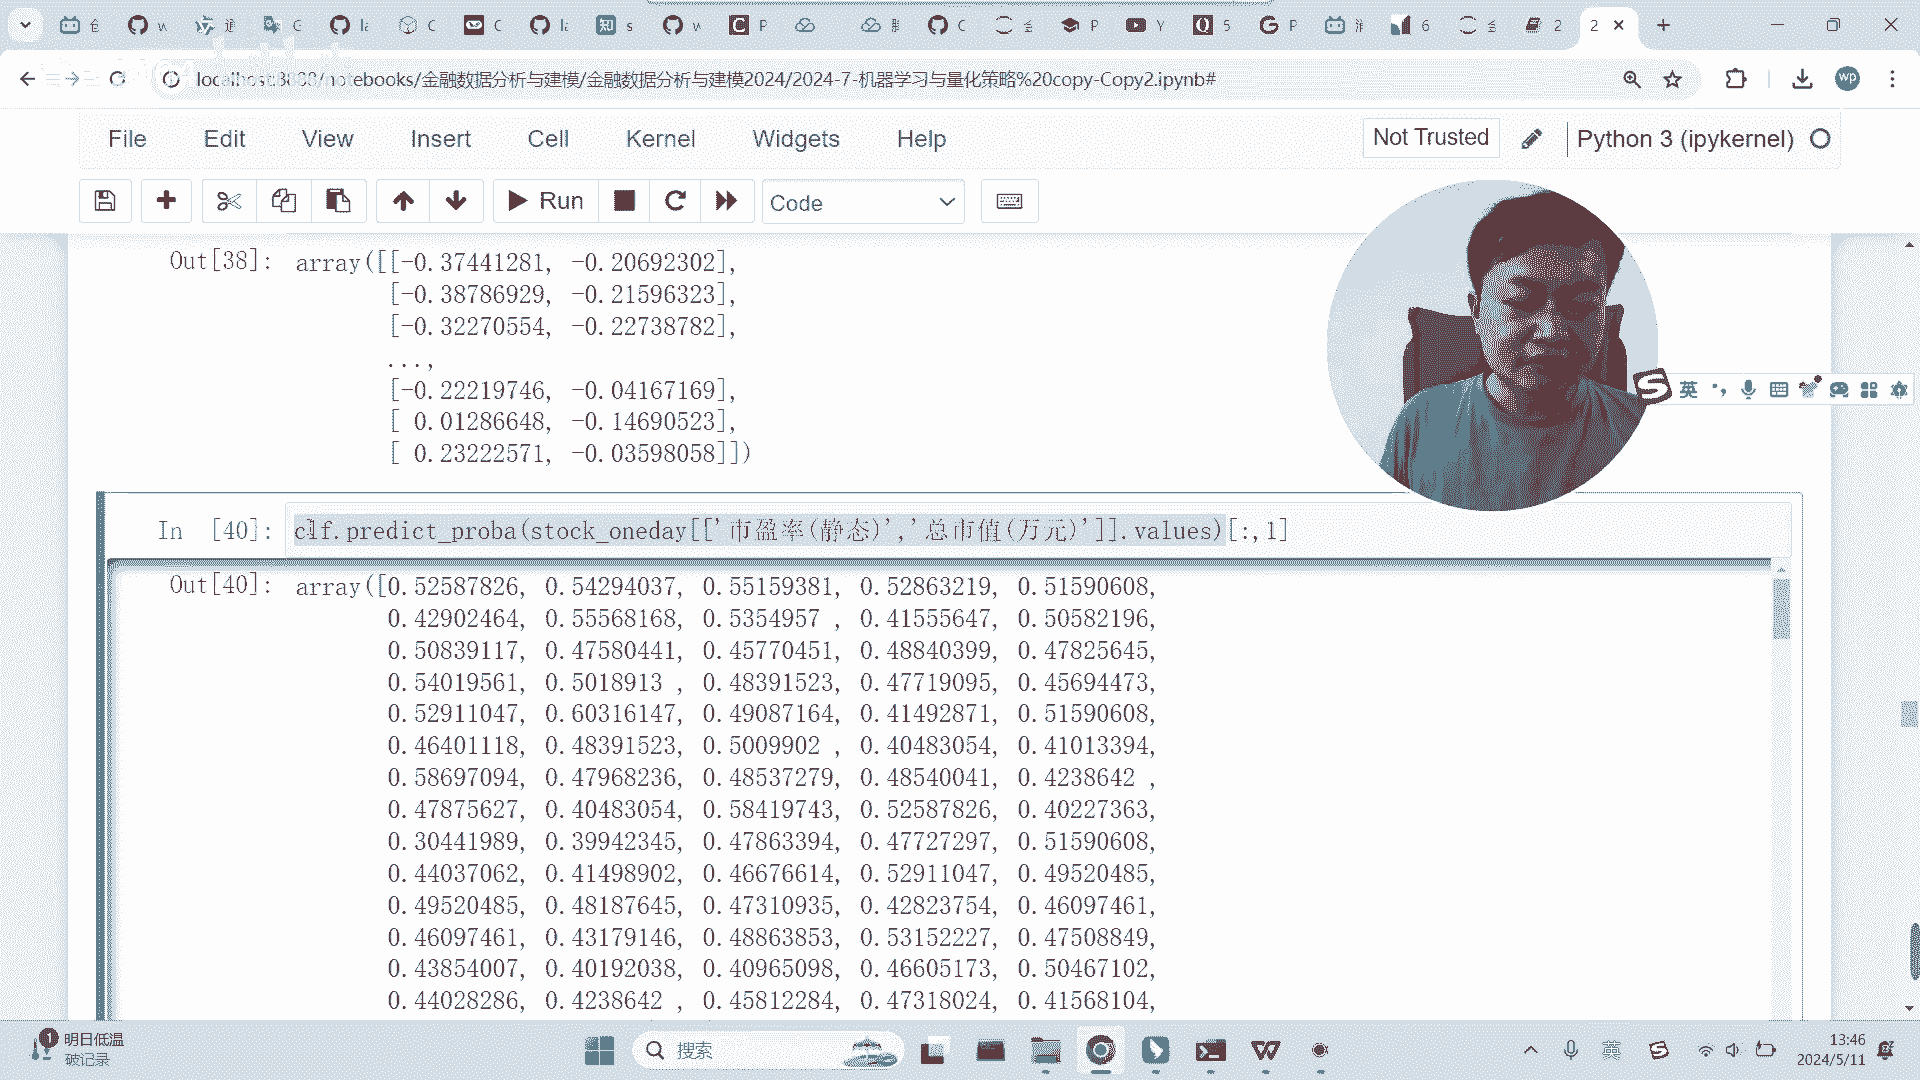 localhost:8888/notebooks/金融数据分析与建模/金融数据分析与建模2024/2024-7-机器学习与量化策略%20copy-Copy2.ipynb#
File Edit View Insert Cell Kernel Widgets Help
Not Trusted
Python 3 (ipykernel)
Run
Code
Out[38]: array([[-0.37441281, -0.20692302],
[-0.38786929, -0.21596323],
[-0.32270554, -0.22738782],
...,
[-0.22219746, -0.04167169],
[ 0.01286648, -0.14690523],
[ 0.23222571, -0.03598058]])
英
In [40]: clf.predict_proba(stock_oneday[['市盈率(静态)','总市值(万元)']].values)[:,1]
Out[40]: array([0.52587826, 0.54294037, 0.55159381, 0.52863219, 0.51590608,
0.42902464, 0.55568168, 0.5354957 , 0.41555647, 0.50582196,
0.50839117, 0.47580441, 0.45770451, 0.48840399, 0.47825645,
0.54019561, 0.5018913 , 0.48391523, 0.47719095, 0.45694473,
0.52911047, 0.60316147, 0.49087164, 0.41492871, 0.51590608,
0.46401118, 0.48391523, 0.5009902 , 0.40483054, 0.41013394,
0.58697094, 0.47968236, 0.48537279, 0.48540041, 0.4238642 ,
0.47875627, 0.40483054, 0.58419743, 0.52587826, 0.40227363,
0.30441989, 0.39942345, 0.47863394, 0.47727297, 0.51590608,
0.44037062, 0.41498902, 0.46676614, 0.52911047, 0.49520485,
0.49520485, 0.48187645, 0.47310935, 0.42823754, 0.46097461,
0.46097461, 0.43179146, 0.48863853, 0.53152227, 0.47508849,
0.43854007, 0.40192038, 0.40965098, 0.46605173, 0.50467102,
0.44028286, 0.4238642 , 0.45812284, 0.47318024, 0.41568104,
明日低温
破记录
搜索
英
13:46
2024/5/11